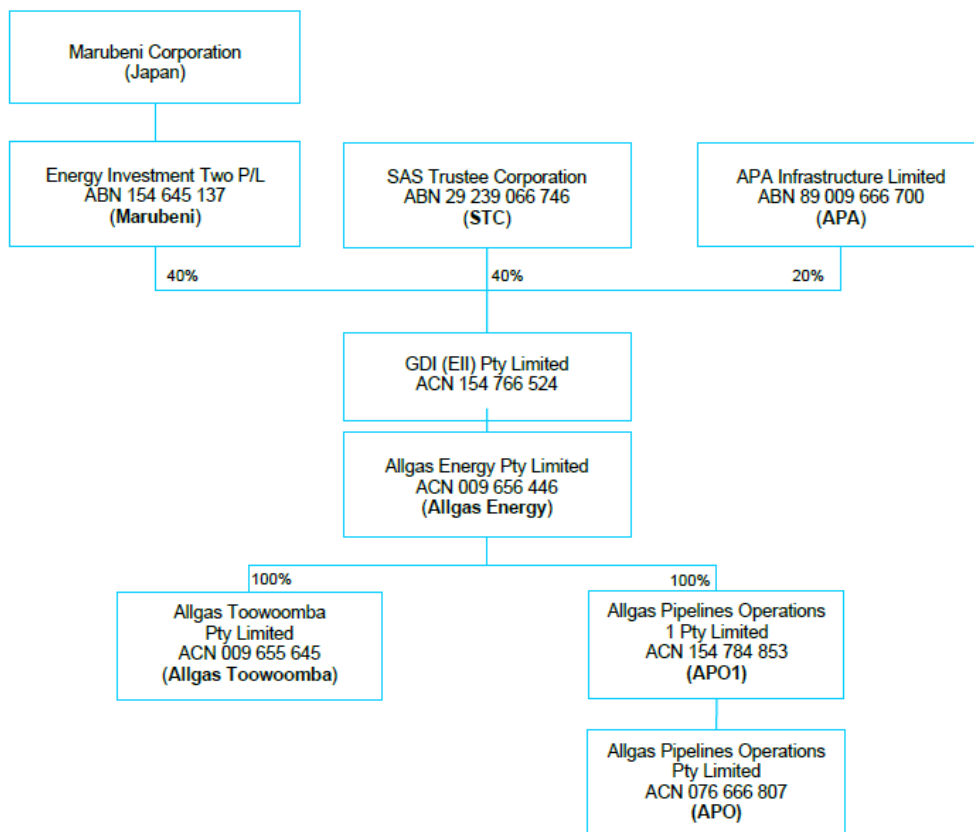 Marubeni Corporation
(Japan)
Energy Investment Two P/L
ABN 154 645 137
(Marubeni)
SAS Trustee Corporation
ABN 29 239 066 746
(STC)
APA Infrastructure Limited
ABN 89 009 666 700
(APA)
40%
40%
20%
GDI (EII) Pty Limited
ACN 154 766 524
Allgas Energy Pty Limited
ACN 009 656 446
(Allgas Energy)
100%
100%
Allgas Toowoomba
Pty Limited
ACN 009 655 645
(Allgas Toowoomba)
Allgas Pipelines Operations
1 Pty Limited
ACN 154 784 853
(APO1)
Allgas Pipelines Operations
Pty Limited
ACN 076 666 807
(APO)